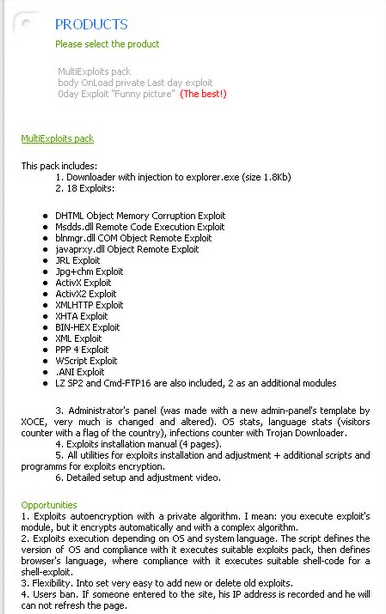 PRODUCTS
Please select the product
MultiExploits pack
body OnLoad private Last day exploit
0day Exploit "Funny picture" (The best!)
MultiExploits pack
This pack includes:
1. Downloader with injection to explorer.exe (size 1.8Kb)
2. 18 Exploits:
• DHTML Object Memory Corruption Exploit
• Msdds.dll Remote Code Execution Exploit
• blnmgr.dll COM Object Remote Exploit
• javaprxy.dll Object Remote Exploit
• JRL Exploit
• Jpg+chm Exploit
• ActivX Exploit
• ActivX2 Exploit
• XMLHTTP Exploit
• XHTA Exploit
• BIN-HEX Exploit
• XML Exploit
• PPP 4 Exploit
• WScript Exploit
• .ANI Exploit
• LZ SP2 and Cmd-FTP16 are also included, 2 as an additional modules
3. Administrator's panel (was made with a new admin-panel's template by
XOCE, very much is changed and altered). OS stats, language stats (visitors
counter with a flag of the country), infections counter with Trojan Downloader.
4. Exploits installation manual (4 pages).
5. All utilities for exploits installation and adjustment + additional scripts and
programms for exploits encryption.
6. Detailed setup and adjustment video.
Opportunities
1. Exploits autoencryption with a private algorithm. I mean: you execute exploit's
module, but it encrypts automatically and with a complex algorithm.
2. Exploits execution depending on OS and system language. The script defines the
version of OS and compliance with it executes suitable exploits pack, then defines
browser's language, where compliance with it executes suitable shell-code for a
shell-exploit.
3. Flexibility. Into set very easy to add new or delete old exploits.
4. Users ban. If someone entered to the site, his IP address is recorded and he will
can not refresh the page.